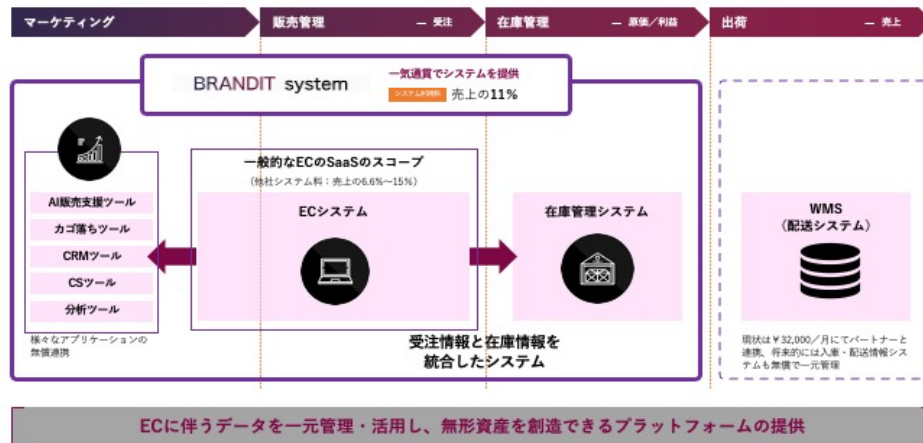 マーケティング
販売管理
― 受注
在庫管理
― 原価／利益
出荷
― 売上
BRANDIT system
一気通貫でシステムを提供
システム利用料 売上の11%
一般的なECのSaaSのスコープ
（他社システム料：売上の6.6%～15%）
AI販売支援ツール
カゴ落ちツール
CRMツール
CSツール
分析ツール
様々なアプリケーションの
無償連携
ECシステム
在庫管理システム
受注情報と在庫情報を
統合したシステム
WMS
（配送システム）
現状は￥32,000／月にてパートナーと
連携、将来的には入庫・配送情報シス
テムも無償で一元管理
ECに伴うデータを一元管理・活用し、無形資産を創造できるプラットフォームの提供